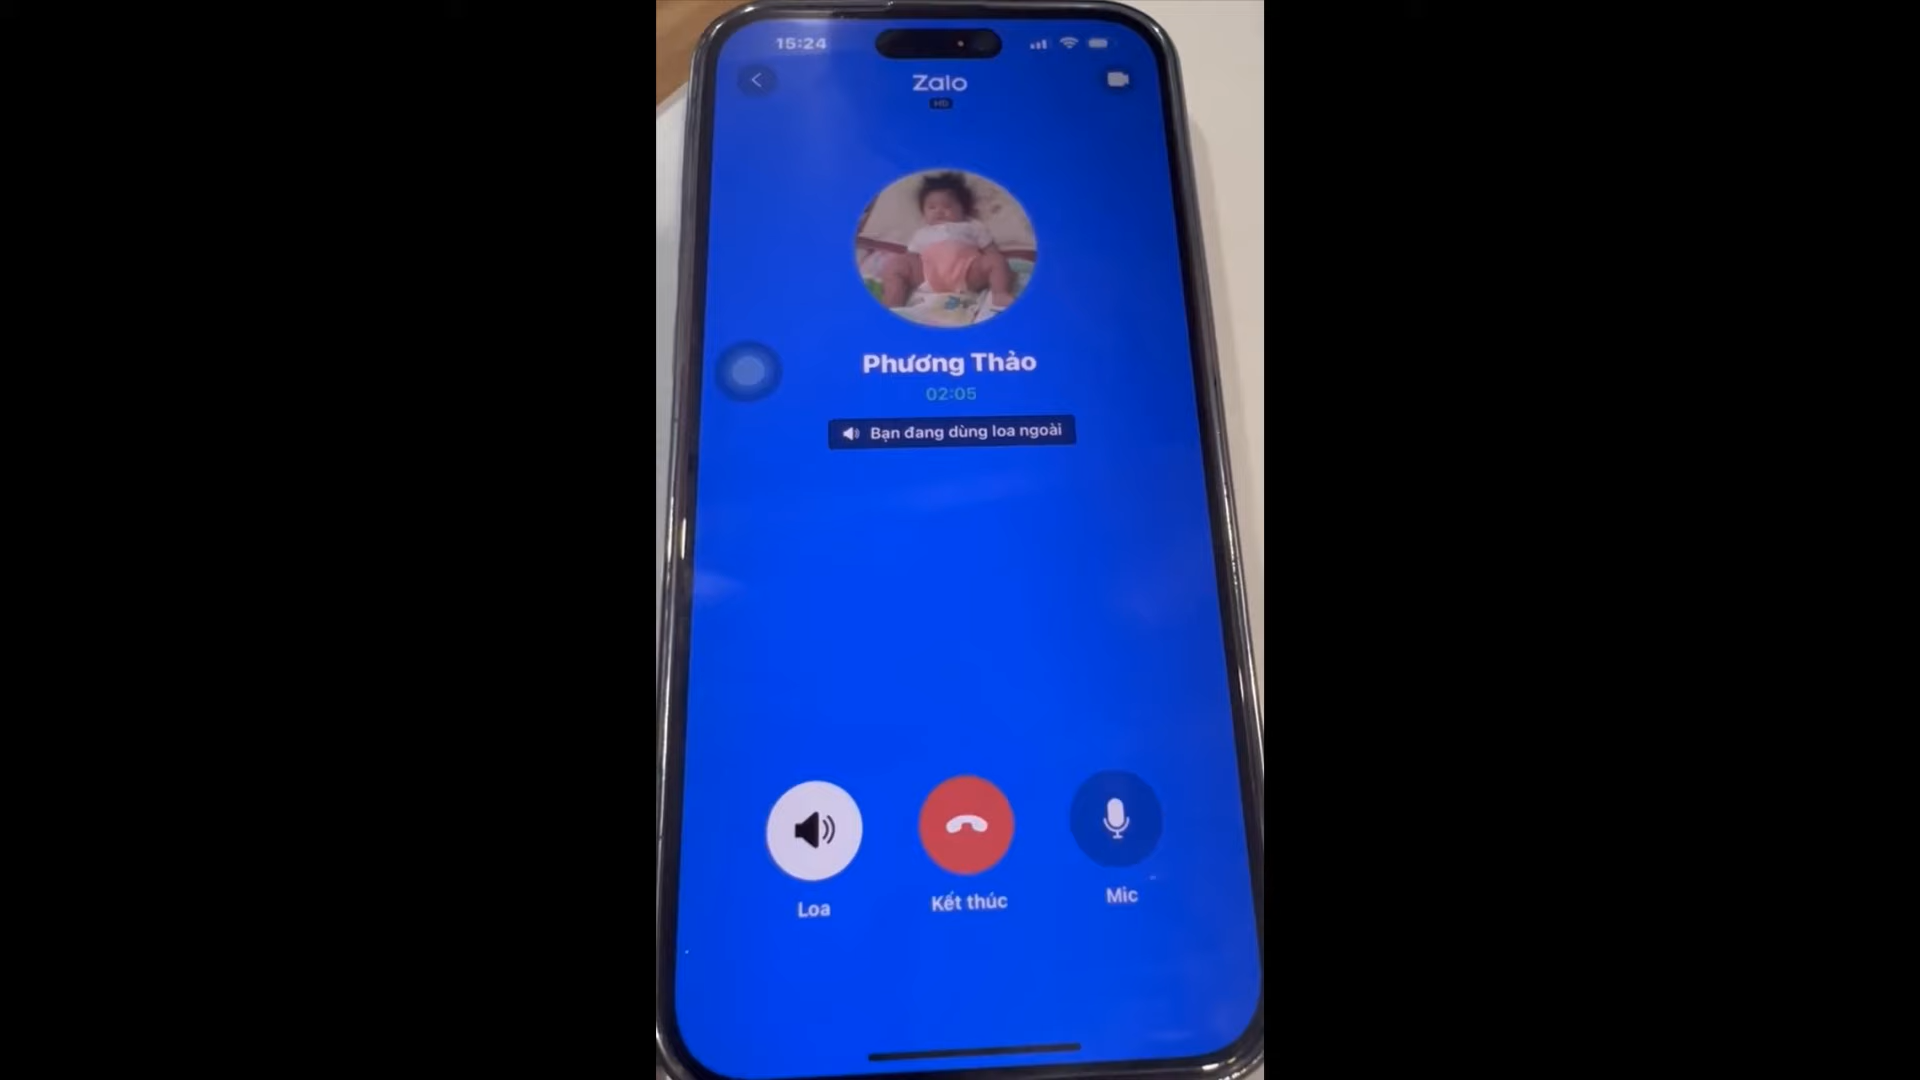 15:24
Zalo
HD
Phương Thảo
02:05
Bạn đang dùng loa ngoài
Loa
Kết thúc
Mic